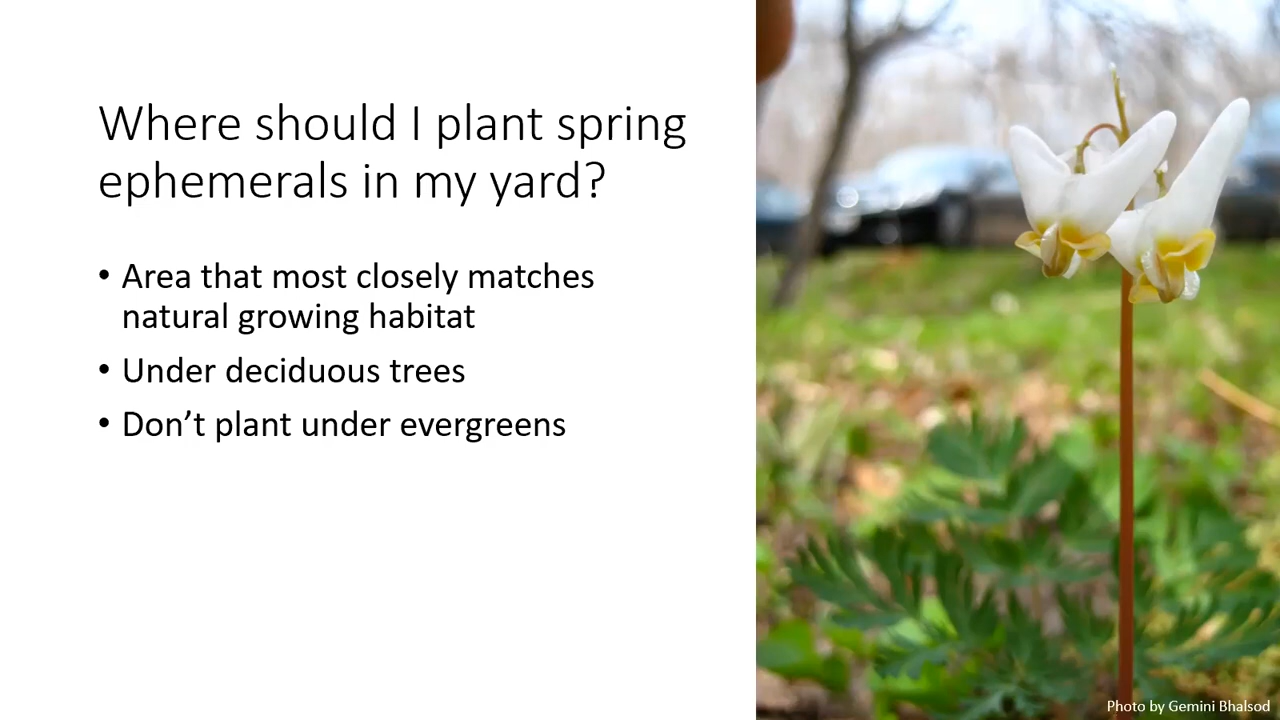 Where should I plant spring
ephemerals in my yard?
• Area that most closely matches
natural growing habitat
• Under deciduous trees
• Don’t plant under evergreens
Photo by Gemini Bhalsod